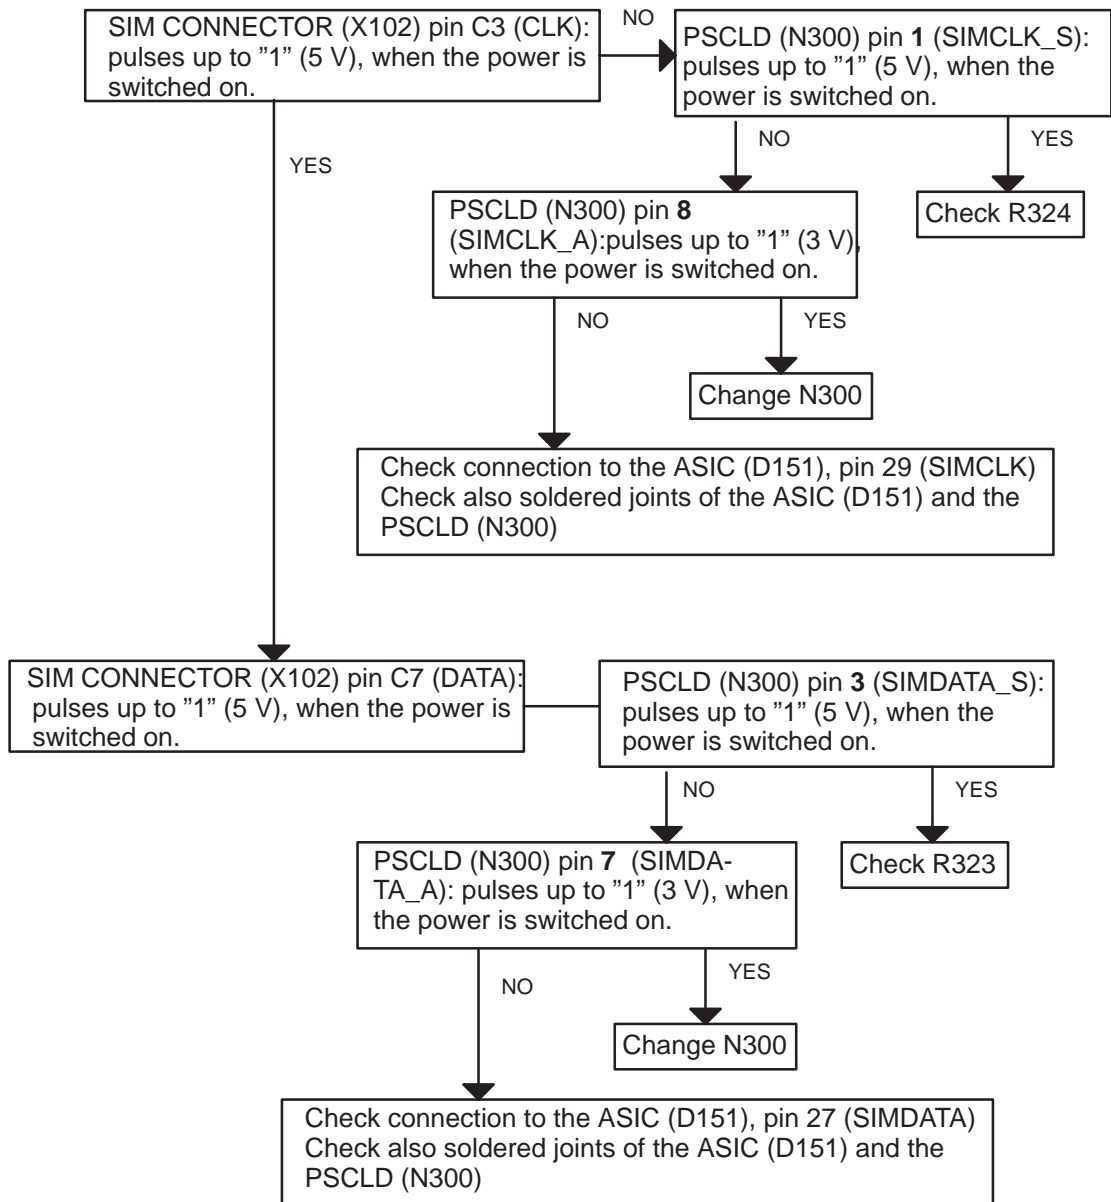 SIM CONNECTOR (X102) pin C3 (CLK):
pulses up to ”1” (5 V), when the power is
switched on.
NO
PSCLD (N300) pin 1 (SIMCLK_S):
pulses up to ”1” (5 V), when the
power is switched on.
YES
NO
YES
PSCLD (N300) pin 8
(SIMCLK_A):pulses up to ”1” (3 V),
when the power is switched on.
Check R324
NO
YES
Change N300
Check connection to the ASIC (D151), pin 29 (SIMCLK)
Check also soldered joints of the ASIC (D151) and the
PSCLD (N300)
SIM CONNECTOR (X102) pin C7 (DATA):
pulses up to ”1” (5 V), when the power is
switched on.
PSCLD (N300) pin 3 (SIMDATA_S):
pulses up to ”1” (5 V), when the
power is switched on.
NO
YES
PSCLD (N300) pin 7 (SIMDA-
TA_A): pulses up to ”1” (3 V), when
the power is switched on.
Check R323
NO
YES
Change N300
Check connection to the ASIC (D151), pin 27 (SIMDATA)
Check also soldered joints of the ASIC (D151) and the
PSCLD (N300)